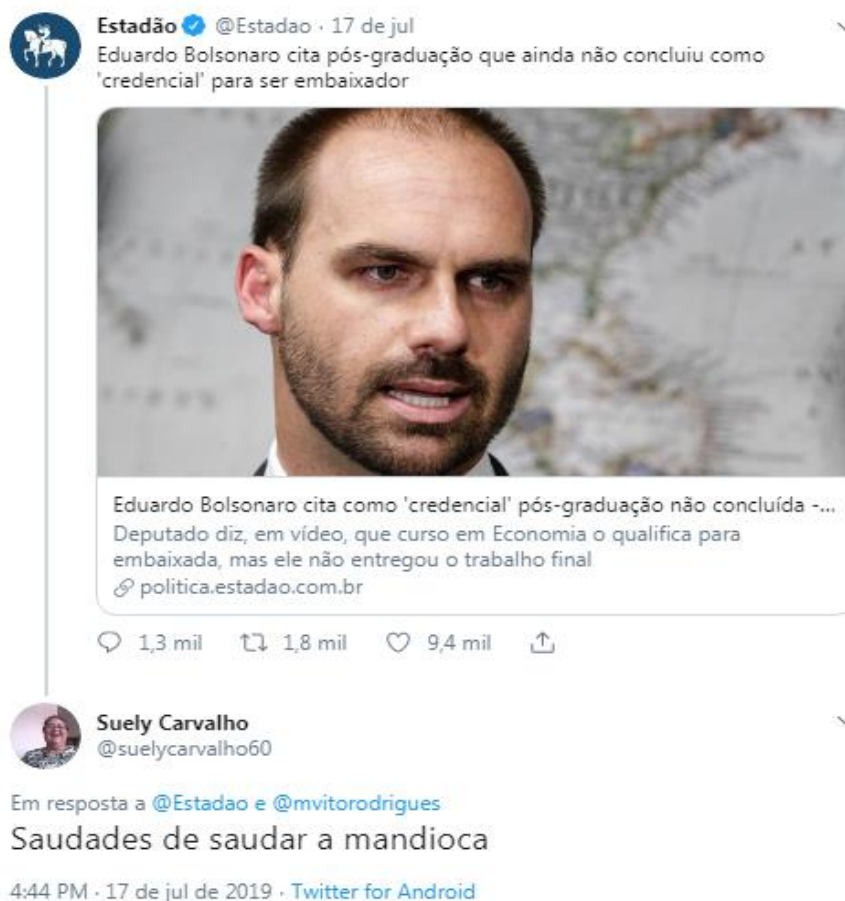 Estadão @Estadao · 17 de jul
Eduardo Bolsonaro cita pós-graduação que ainda não concluiu como
'credencial' para ser embaixador
Eduardo Bolsonaro cita como 'credencial' pós-graduação não concluída -...
Deputado diz, em vídeo, que curso em Economia o qualifica para
embaixada, mas ele não entregou o trabalho final
politica.estadao.com.br
1,3 mil 1,8 mil 9,4 mil
Suely Carvalho
@suelycarvalho60
Em resposta a @Estadao e @mvitorodrigues
Saudades de saudar a mandioca
4:44 PM · 17 de jul de 2019 · Twitter for Android